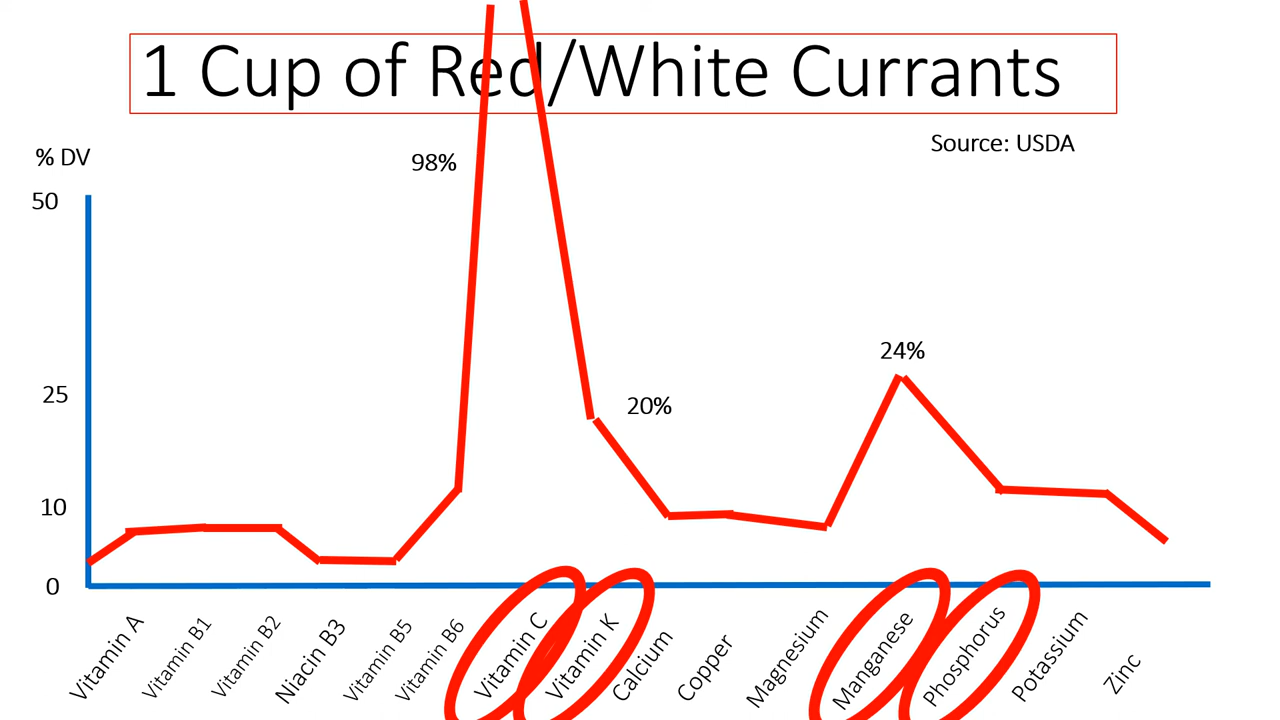 1 Cup of Red/White Currants
Source: USDA
% DV
98%
50
24%
25
20%
10
0
Vitamin A
Vitamin B1
Vitamin B2
Niacin B3
Vitamin B5
Vitamin B6
Vitamin C
Vitamin K
Calcium
Copper
Magnesium
Manganese
Phosphorus
Potassium
Zinc